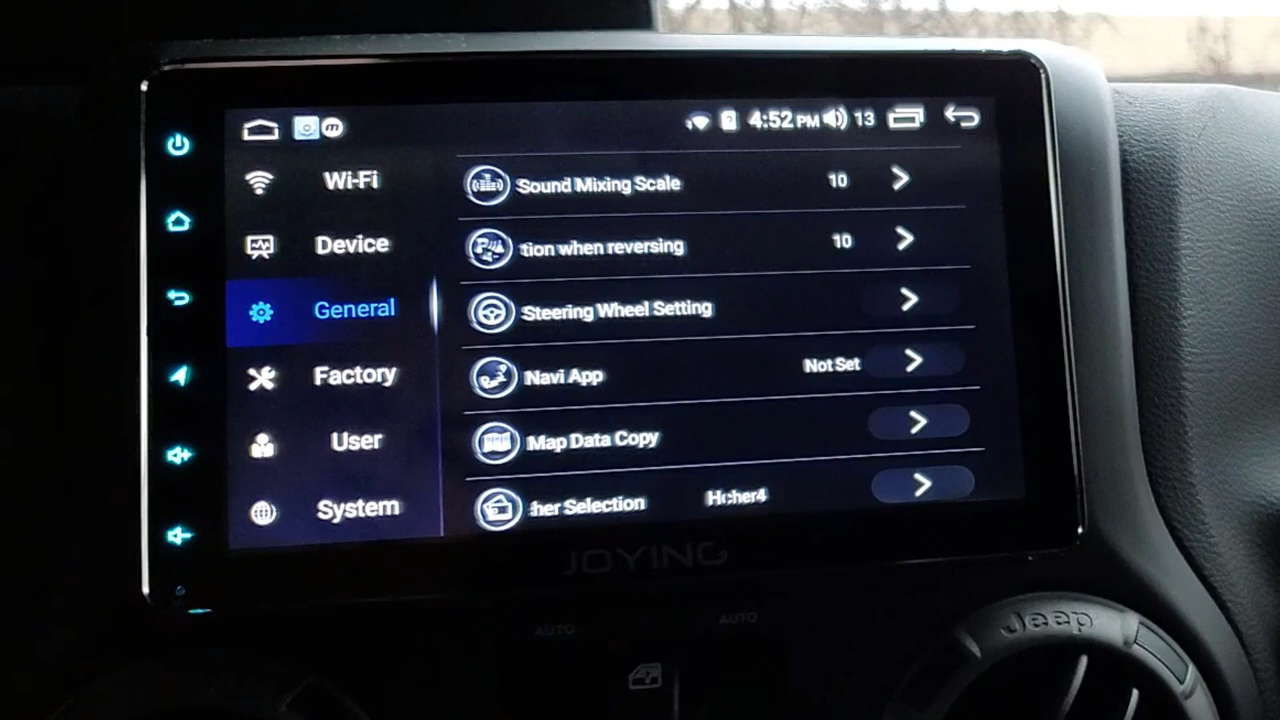 4:52 PM 13
Wi-Fi
Device
General
Factory
User
System
Sound Mixing Scale 10
tion when reversing 10
Steering Wheel Setting
Navi App Not Set
Map Data Copy
her Selection
JOYING
AUTO AUTO
Jeep